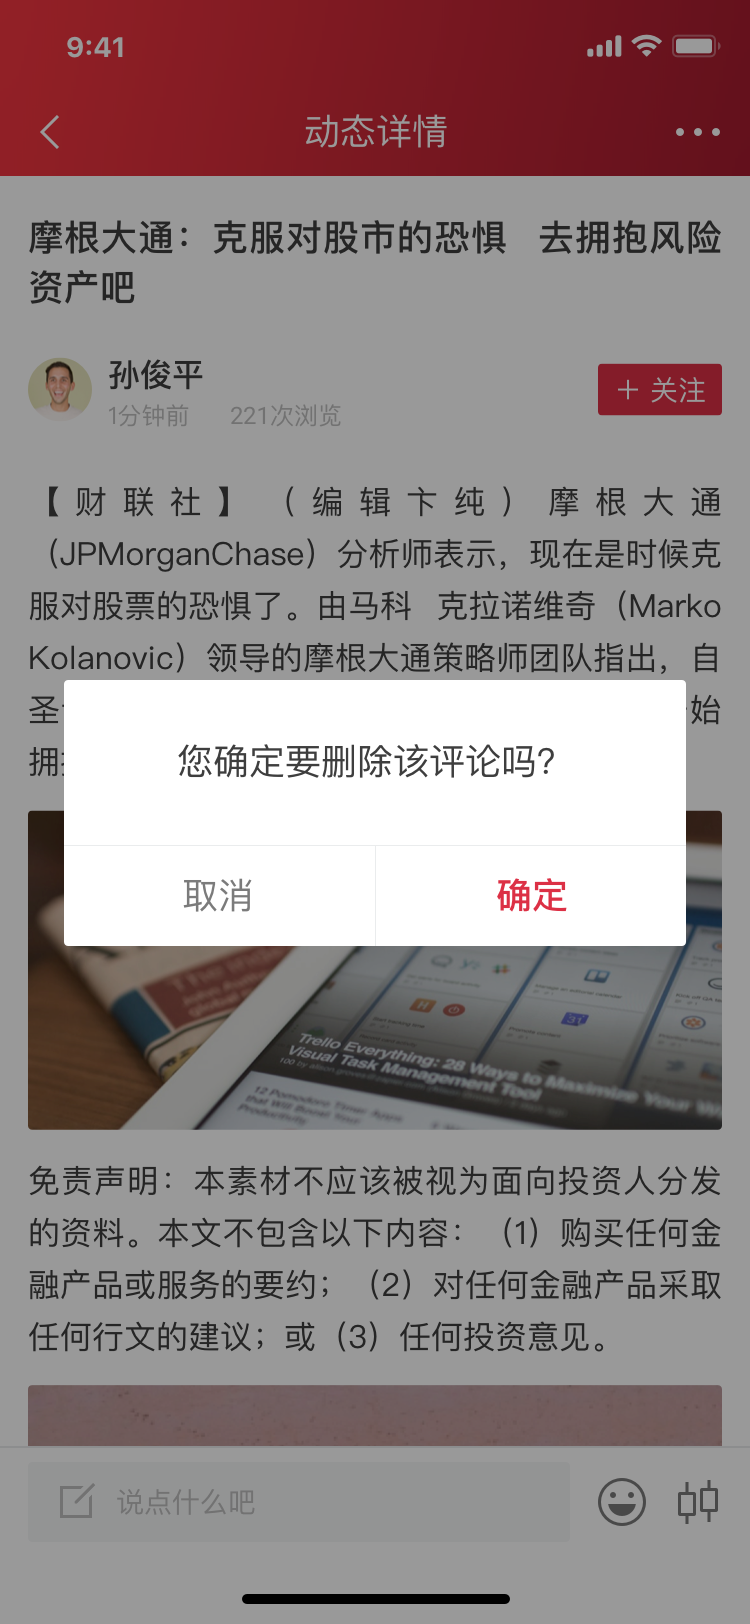 9:41
动态详情
摩根大通：克服对股市的恐惧 去拥抱风险
资产吧
孙俊平
1分钟前 221次浏览
关注
【财联社】（编辑卞纯）摩根大通
（JPMorganChase）分析师表示，现在是时候克
服对股票的恐惧了。由马科 克拉诺维奇（Marko
Kolanovic）领导的摩根大通策略师团队指出，自
圣
始
拥
您确定要删除该评论吗?
取消 确定
Trello Everything: 28 Ways to Maximize Your
Visual Task Management Tool
12 Pomodoro Timer Apps
that Will Boost Your
Productivity
免责声明：本素材不应该被视为面向投资人分发
的资料。本文不包含以下内容：（1）购买任何金
融产品或服务的要约；（2）对任何金融产品采取
任何行文的建议；或（3）任何投资意见。
说点什么吧